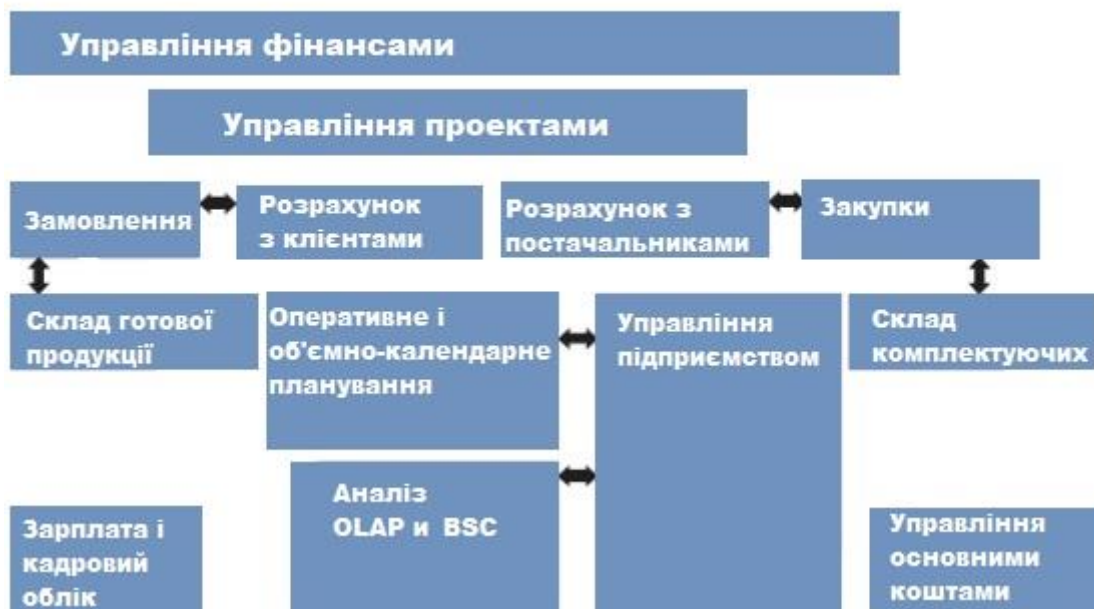 Управління фінансами
Управління проектами
Замовлення
Розрахунок
з клієнтами
Розрахунок з
постачальниками
Закупки
Склад готової
продукції
Оперативне і
об'ємно-календарне
планування
Управління
підприємством
Склад
комплектуючих
Зарплата і
кадровий
облік
Аналіз
OLAP и BSC
Управління
основними
коштами